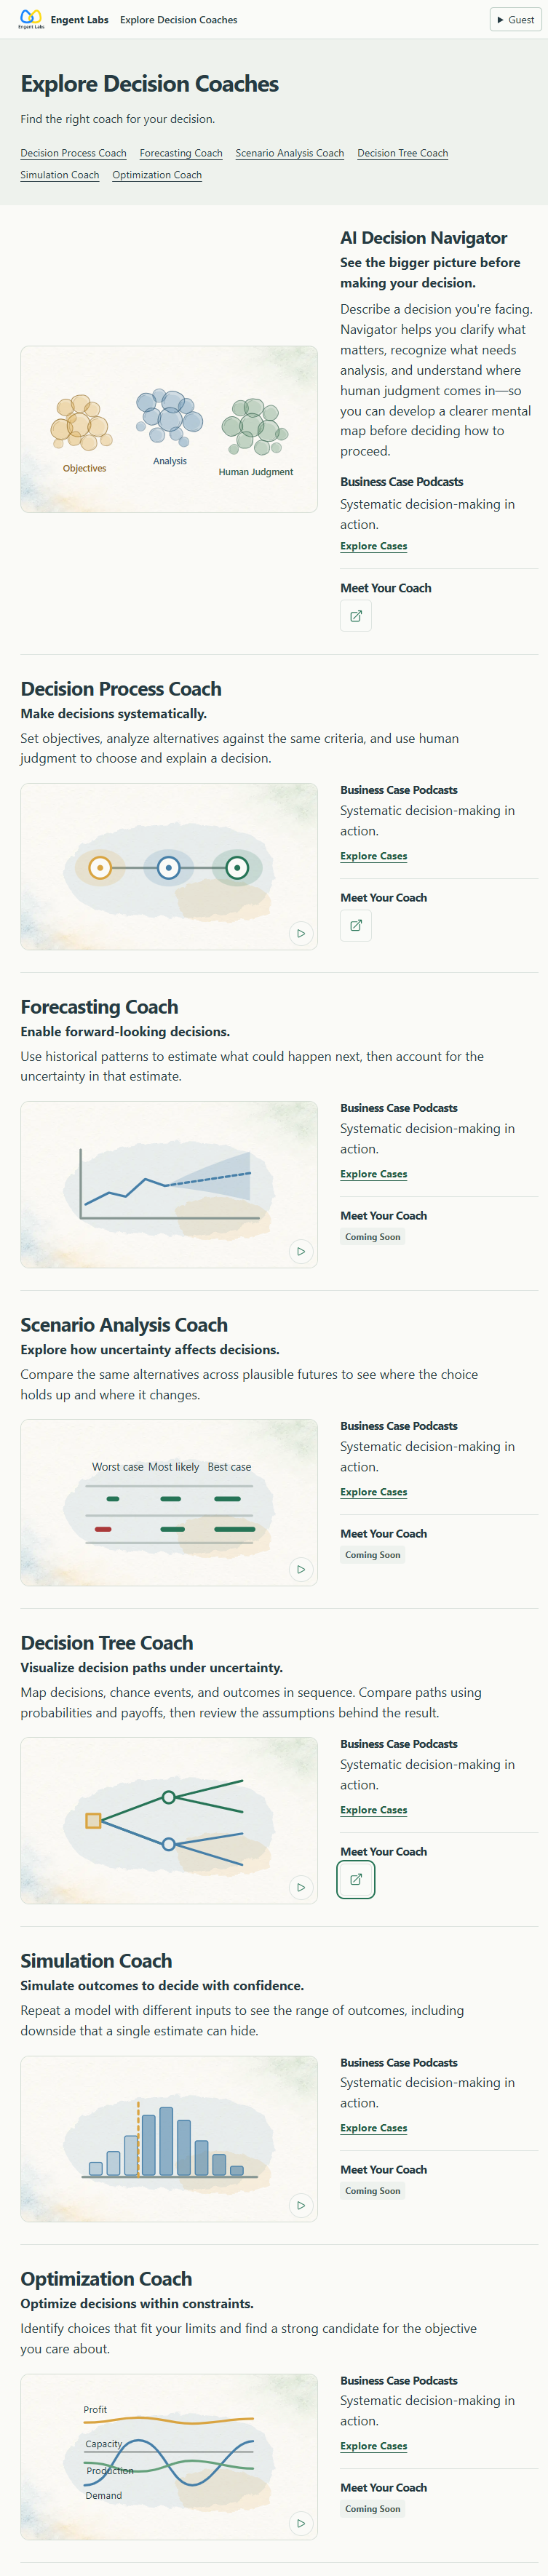 Engent Labs
Engent Labs
Explore Decision Coaches
Guest
Explore Decision Coaches
Find the right coach for your decision.
Decision Process Coach
Forecasting Coach
Scenario Analysis Coach
Decision Tree Coach
Simulation Coach
Optimization Coach
Objectives
Analysis
Human Judgment
AI Decision Navigator
See the bigger picture before
making your decision.
Describe a decision you're facing.
Navigator helps you clarify what
matters, recognize what needs
analysis, and understand where
human judgment comes in—so
you can develop a clearer mental
map before deciding how to
proceed.
Business Case Podcasts
Systematic decision-making in
action.
Explore Cases
Meet Your Coach
Decision Process Coach
Make decisions systematically.
Set objectives, analyze alternatives against the same criteria, and use human
judgment to choose and explain a decision.
Business Case Podcasts
Systematic decision-making in
action.
Explore Cases
Meet Your Coach
Forecasting Coach
Enable forward-looking decisions.
Use historical patterns to estimate what could happen next, then account for the
uncertainty in that estimate.
Business Case Podcasts
Systematic decision-making in
action.
Explore Cases
Meet Your Coach
Coming Soon
Scenario Analysis Coach
Explore how uncertainty affects decisions.
Compare the same alternatives across plausible futures to see where the choice
holds up and where it changes.
Worst case Most likely Best case
Business Case Podcasts
Systematic decision-making in
action.
Explore Cases
Meet Your Coach
Coming Soon
Decision Tree Coach
Visualize decision paths under uncertainty.
Map decisions, chance events, and outcomes in sequence. Compare paths using
probabilities and payoffs, then review the assumptions behind the result.
Business Case Podcasts
Systematic decision-making in
action.
Explore Cases
Meet Your Coach
Simulation Coach
Simulate outcomes to decide with confidence.
Repeat a model with different inputs to see the range of outcomes, including
downside that a single estimate can hide.
Business Case Podcasts
Systematic decision-making in
action.
Explore Cases
Meet Your Coach
Coming Soon
Optimization Coach
Optimize decisions within constraints.
Identify choices that fit your limits and find a strong candidate for the objective
you care about.
Profit
Capacity
Production
Demand
Business Case Podcasts
Systematic decision-making in
action.
Explore Cases
Meet Your Coach
Coming Soon